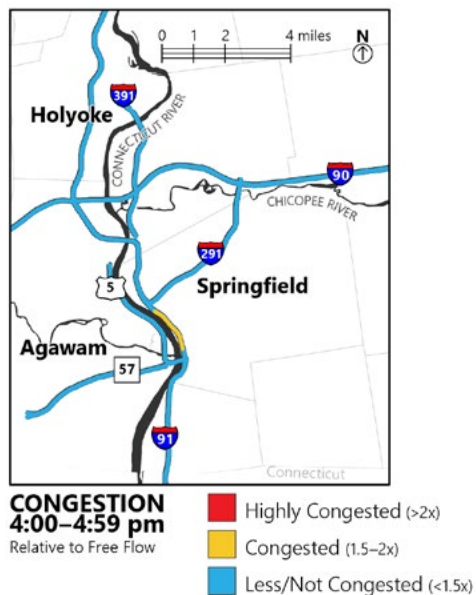 0 1 2 4 miles
N
391
Holyoke
CONNECTICUT RIVER
90
CHICOPEE RIVER
291
5
Springfield
Agawam
57
91
Connecticut
CONGESTION
4:00–4:59 pm
Relative to Free Flow
Highly Congested (>2x)
Congested (1.5–2x)
Less/Not Congested (<1.5x)